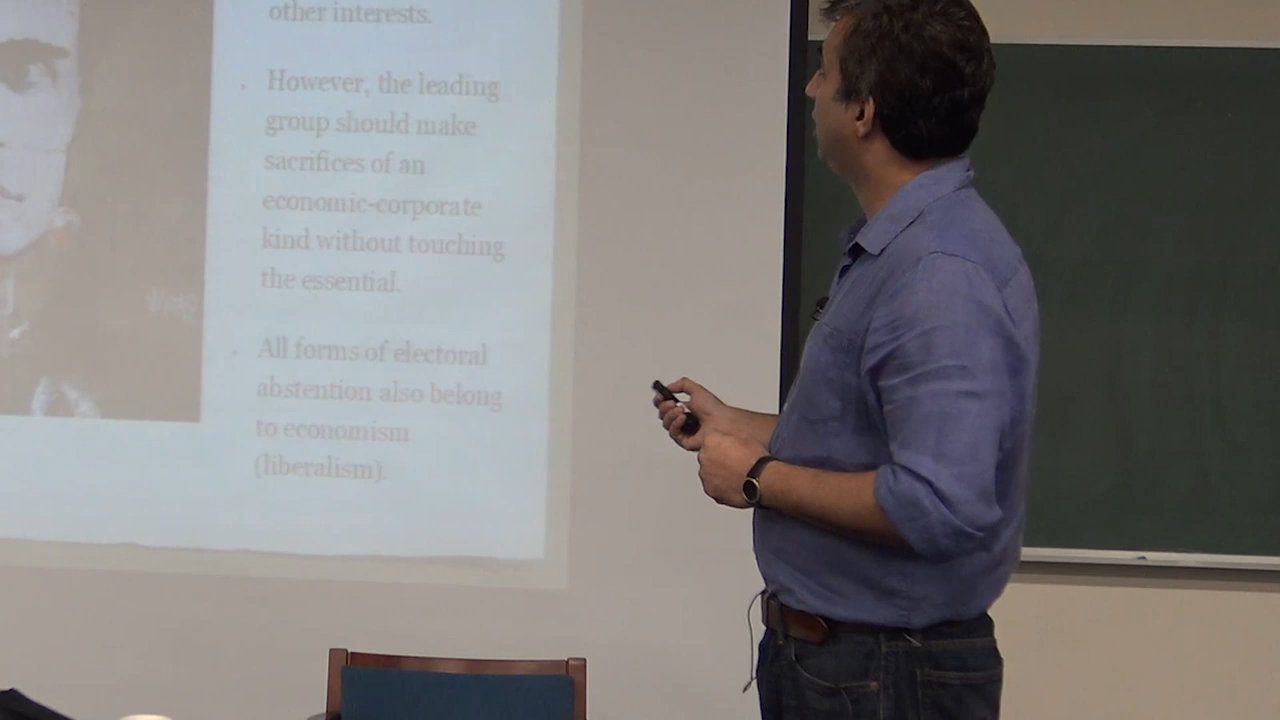 other interests.
However, the leading
group should make
sacrifices of an
economic-corporate
kind without touching
the essential.
All forms of electoral
abstention also belong
to economism
(liberalism).